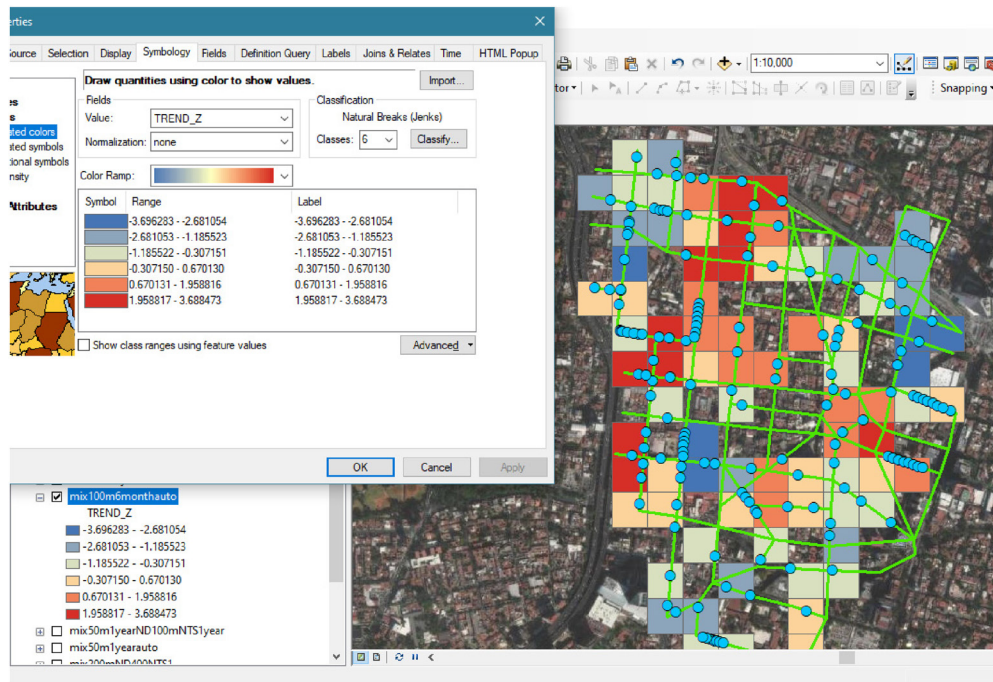 erties
Source Selection Display Symbology Fields Definition Query Labels Joins & Relates Time HTML Popup
Draw quantities using color to show values.
Import...
Fields
Value: TREND_Z
Normalization: none
Classification
Natural Breaks (Jenks)
Classes: 6 Classify...
es
s
ated colors
ated symbols
tional symbols
nsity
Attributes
Color Ramp:
Symbol Range Label
-3.696283 - -2.681054 -3.696283 - -2.681054
-2.681053 - -1.185523 -2.681053 - -1.185523
-1.185522 - -0.307151 -1.185522 - -0.307151
-0.307150 - 0.670130 -0.307150 - 0.670130
0.670131 - 1.958816 0.670131 - 1.958816
1.958817 - 3.688473 1.958817 - 3.688473
Show class ranges using feature values
Advanced
OK Cancel Apply
1:10,000
tor
Snapping
mix100m6monthauto
TREND_Z
-3.696283 - -2.681054
-2.681053 - -1.185523
-1.185522 - -0.307151
-0.307150 - 0.670130
0.670131 - 1.958816
1.958817 - 3.688473
mix50m1yearND100mNTS1year
mix50m1yearauto
mix200mND400NTS1